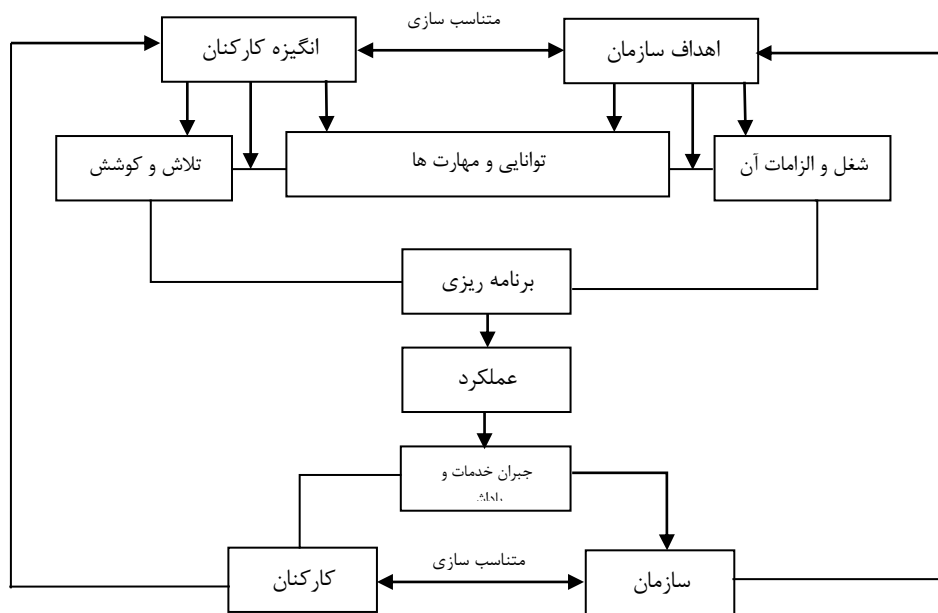 متناسب سازی
اهداف سازمان
انگیزه کارکنان
شغل و الزامات آن
توانایی و مهارت ها
تلاش و کوشش
برنامه ریزی
عملکرد
جبران خدمات و
متناسب سازی
سازمان
کارکنان